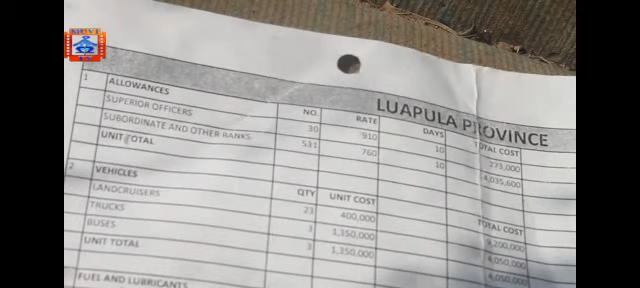 LUAPULA PROVINCE
1 ALLOWANCES NO. RATE DAYS TOTAL COST
SUPERIOR OFFICERS 30 910 10 273,000
SUBORDINATE AND OTHER RANKS 531 760 10 4,035,600
UNIT TOTAL
2 VEHICLES QTY UNIT COST TOTAL COST
LANDCRUISERS 23 400,000 9,200,000
TRUCKS 3 1,350,000 4,050,000
BUSES 3 1,350,000 4,050,000
UNIT TOTAL
FUEL AND LUBRICANTS